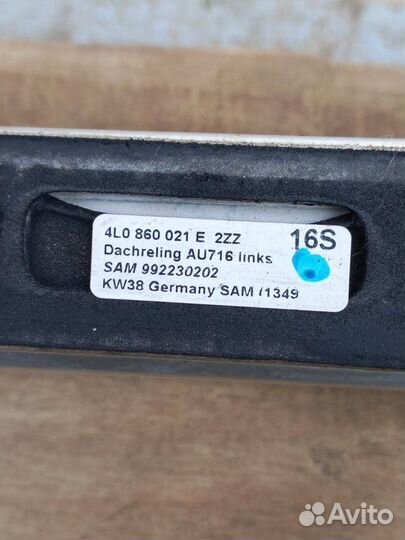 4L0 860 021 E 2ZZ 16S
Dachreling AU716 links
SAM 992230202
KW38 Germany SAM /1349
Avito